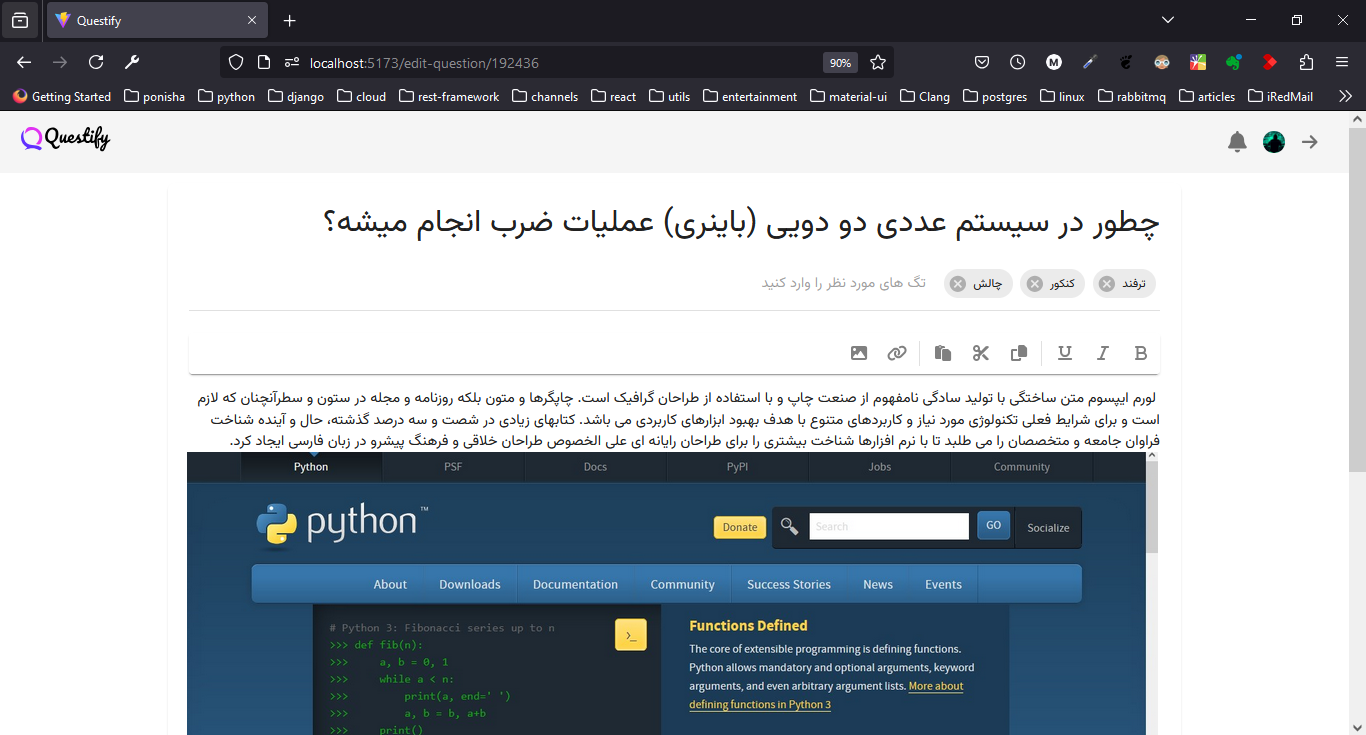 Questify
localhost:5173/edit-question/192436
90%
Getting Started ponisha python django cloud rest-framework channels react utils entertainment material-ui Clang postgres linux rabbitmq articles iRedMail
Questify
چطور در سیستم عددی دو دویی (باینری) عملیات ضرب انجام میشه؟
ترفند کنکور چالش تگ های مورد نظر را وارد کنید
لورم ایپسوم متن ساختگی با تولید سادگی نامفهوم از صنعت چاپ و با استفاده از طراحان گرافیک است. چاپگرها و متون بلکه روزنامه و مجله در ستون و سطرآنچنان که لازم
است و برای شرایط فعلی تکنولوژی مورد نیاز و کاربردهای متنوع با هدف بهبود ابزارهای کاربردی می باشد. کتابهای زیادی در شصت و سه درصد گذشته، حال و آینده شناخت
فراوان جامعه و متخصصان را می طلبد تا با نرم افزارها شناخت بیشتری را برای طراحان رایانه ای علی الخصوص طراحان خلاقی و فرهنگ پیشرو در زبان فارسی ایجاد کرد.
Python PSF Docs PyPI Jobs Community
python™
Donate Search GO Socialize
About Downloads Documentation Community Success Stories News Events
# Python 3: Fibonacci series up to n
>>> def fib(n):
>>>     a, b = 0, 1
>>>     while a < n:
>>>         print(a, end=' ')
>>>         a, b = b, a+b
>>>     print()
>_
Functions Defined
The core of extensible programming is defining functions.
Python allows mandatory and optional arguments, keyword
arguments, and even arbitrary argument lists. More about
defining functions in Python 3